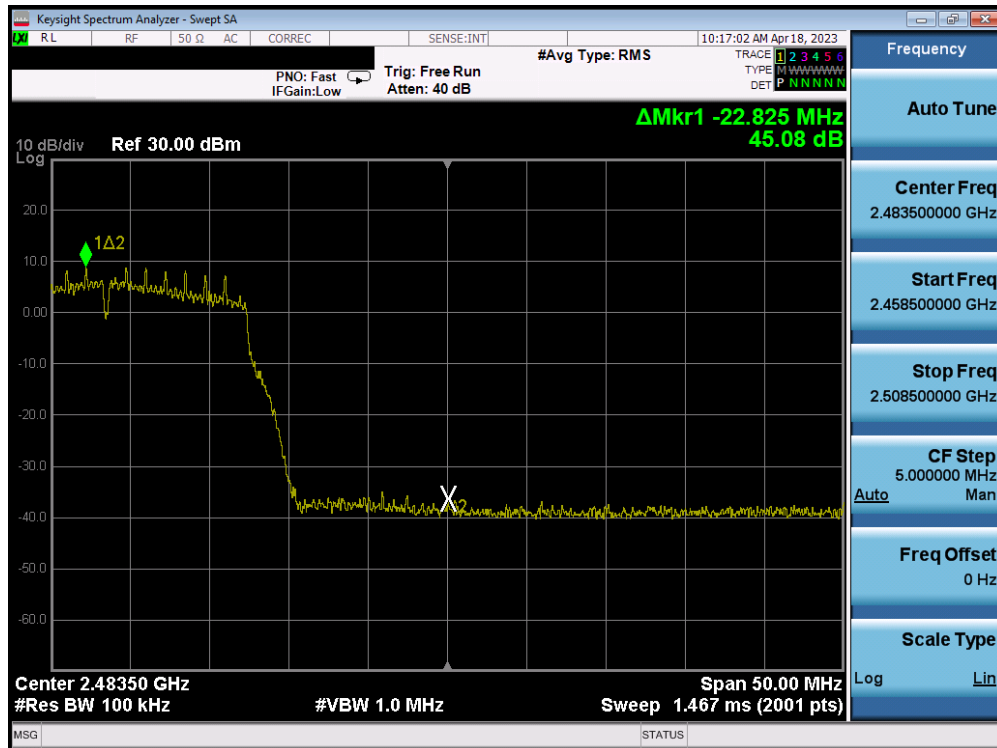 Keysight Spectrum Analyzer - Swept SA
LXI RL RF 50 Ω AC CORREC SENSE:INT 10:17:02 AM Apr 18, 2023
#Avg Type: RMS
TRACE 1 2 3 4 5 6
PNO: Fast Trig: Free Run
TYPE M W W W W W
IFGain:Low Atten: 40 dB
DET P N N N N N
ΔMkr1 -22.825 MHz
45.08 dB
10 dB/div Ref 30.00 dBm
Log
20.0
1Δ2
10.0
0.00
-10.0
-20.0
-30.0
X
-40.0
-50.0
-60.0
Center 2.48350 GHz Span 50.00 MHz
#Res BW 100 kHz #VBW 1.0 MHz Sweep 1.467 ms (2001 pts)
MSG STATUS
Frequency
Auto Tune
Center Freq
2.483500000 GHz
Start Freq
2.458500000 GHz
Stop Freq
2.508500000 GHz
CF Step
5.000000 MHz
Auto Man
Freq Offset
0 Hz
Scale Type
Log Lin